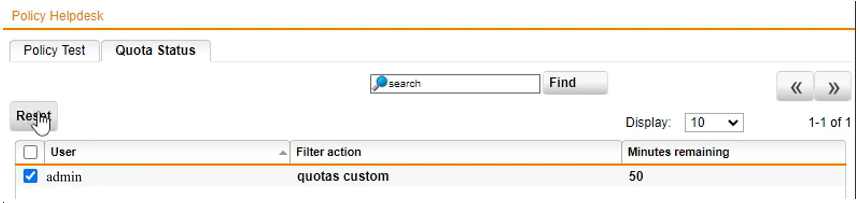 Policy Helpdesk
Policy Test Quota Status
search Find « »
Reset
Display: 10 1-1 of 1
User Filter action Minutes remaining
admin quotas custom 50